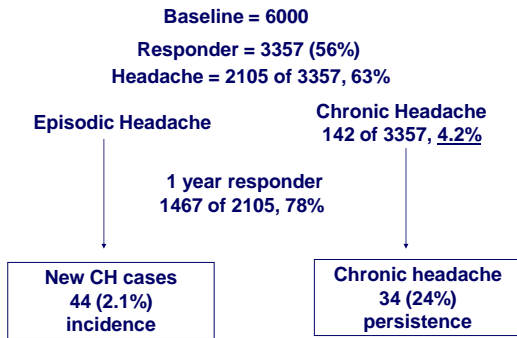 Baseline = 6000
Responder = 3357 (56%)
Headache = 2105 of 3357, 63%
Episodic Headache
Chronic Headache
142 of 3357, 4.2%
1 year responder
1467 of 2105, 78%
New CH cases
44 (2.1%)
incidence
Chronic headache
34 (24%)
persistence